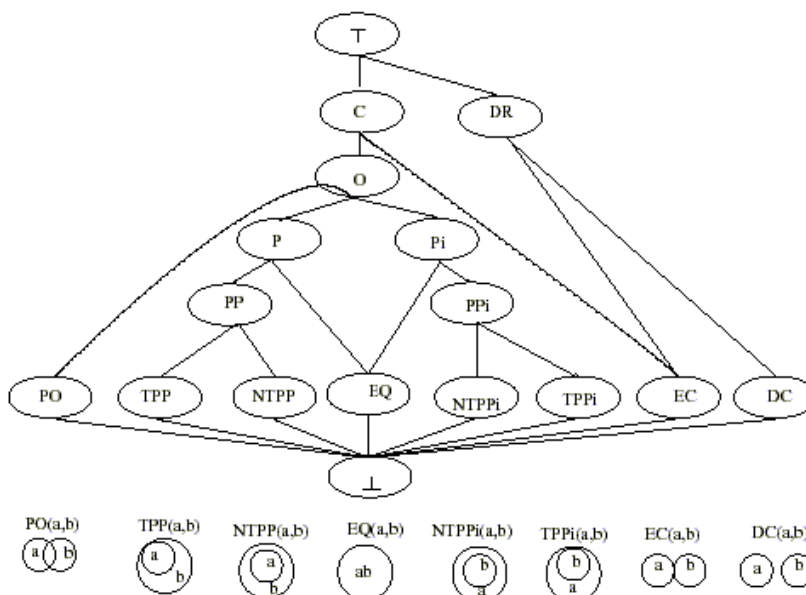 ⊤
C DR
O
P Pi
PP PPi
PO TPP NTPP EQ NTPPi TPPi EC DC
⊥
PO(a,b) TPP(a,b) NTPP(a,b) EQ(a,b) NTPPi(a,b) TPPi(a,b) EC(a,b) DC(a,b)
a b a b a b ab b a b a a b a b